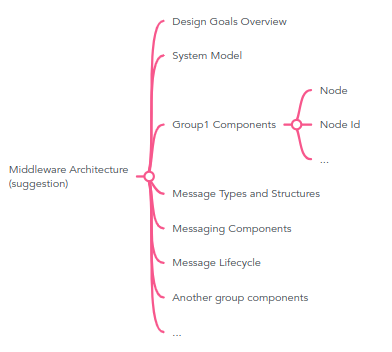 Design Goals Overview
System Model
Group1 Components
Node
Node Id
...
Middleware Architecture
(suggestion)
Message Types and Structures
Messaging Components
Message Lifecycle
Another group components
...